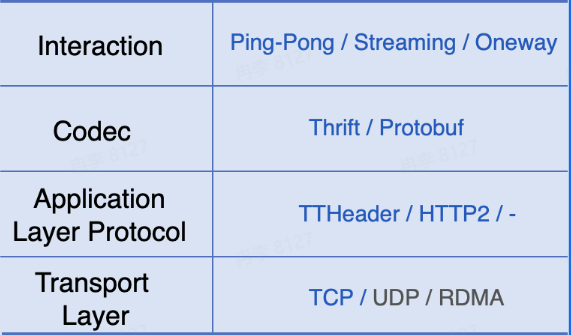 Interaction
Ping-Pong / Streaming / Oneway
Codec
Thrift / Protobuf
Application
Layer Protocol
TTHeader / HTTP2 / -
Transport
Layer
TCP / UDP / RDMA